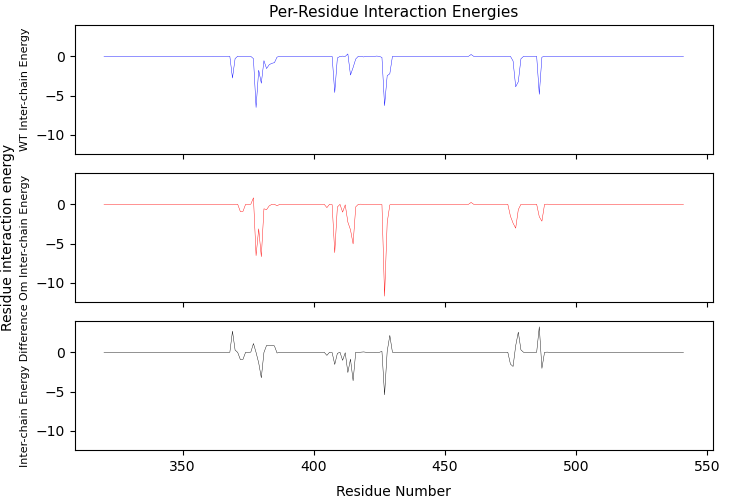 Per-Residue Interaction Energies
Residue interaction energy
WT Inter-chain Energy
0
−5
−10
Om Inter-chain Energy
0
−5
−10
Inter-chain Energy Difference
0
−5
−10
350
400
450
500
550
Residue Number